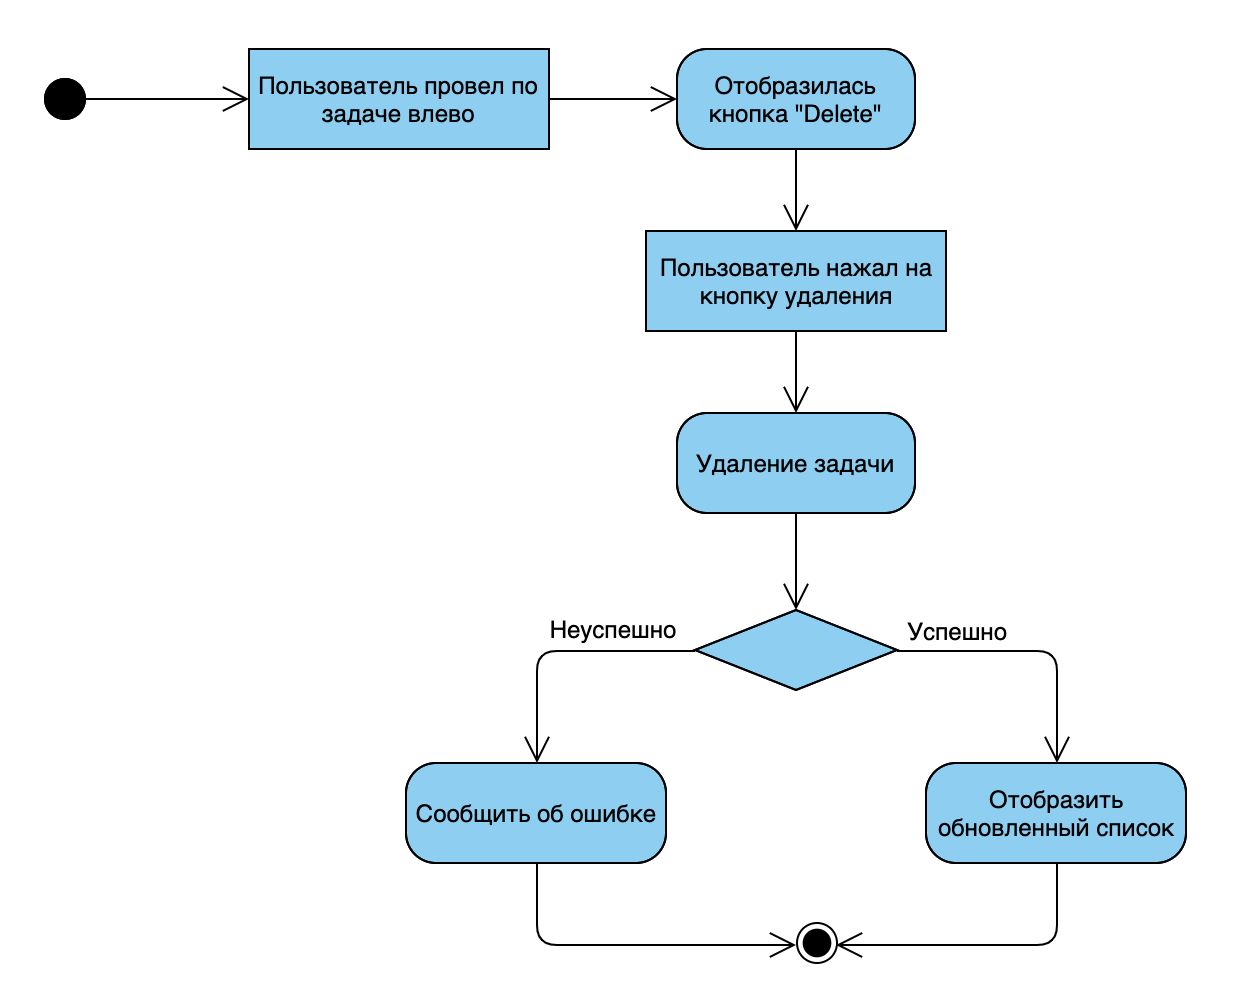 Пользователь провел по
задаче влево
Отобразилась
кнопка "Delete"
Пользователь нажал на
кнопку удаления
Удаление задачи
Неуспешно
Успешно
Сообщить об ошибке
Отобразить
обновленный список